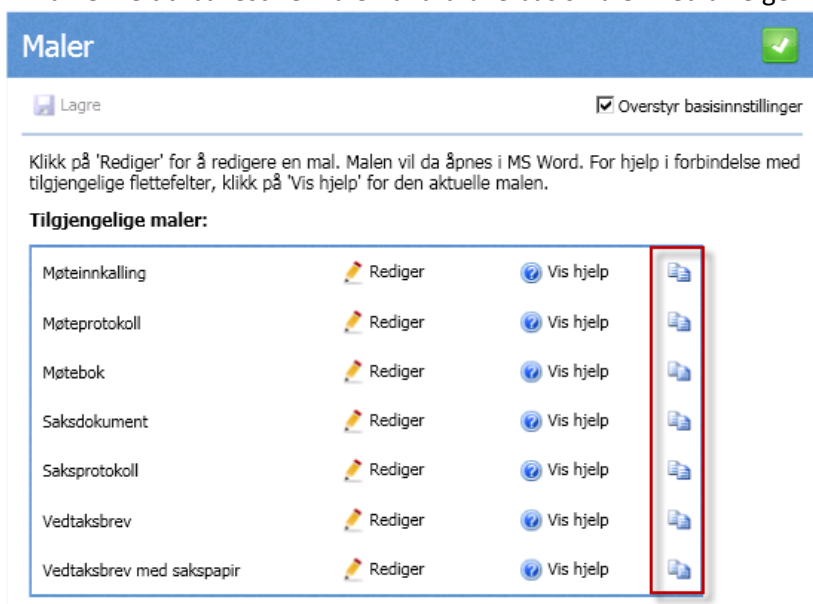 Maler
Lagre
Overstyr basisinnstillinger
Klikk på 'Rediger' for å redigere en mal. Malen vil da åpnes i MS Word. For hjelp i forbindelse med
tilgjengelige flettefelter, klikk på 'Vis hjelp' for den aktuelle malen.
Tilgjengelige maler:
Møteinnkalling Rediger Vis hjelp
Møteprotokoll Rediger Vis hjelp
Møtebok Rediger Vis hjelp
Saksdokument Rediger Vis hjelp
Saksprotokoll Rediger Vis hjelp
Vedtaksbrev Rediger Vis hjelp
Vedtaksbrev med sakspapir Rediger Vis hjelp